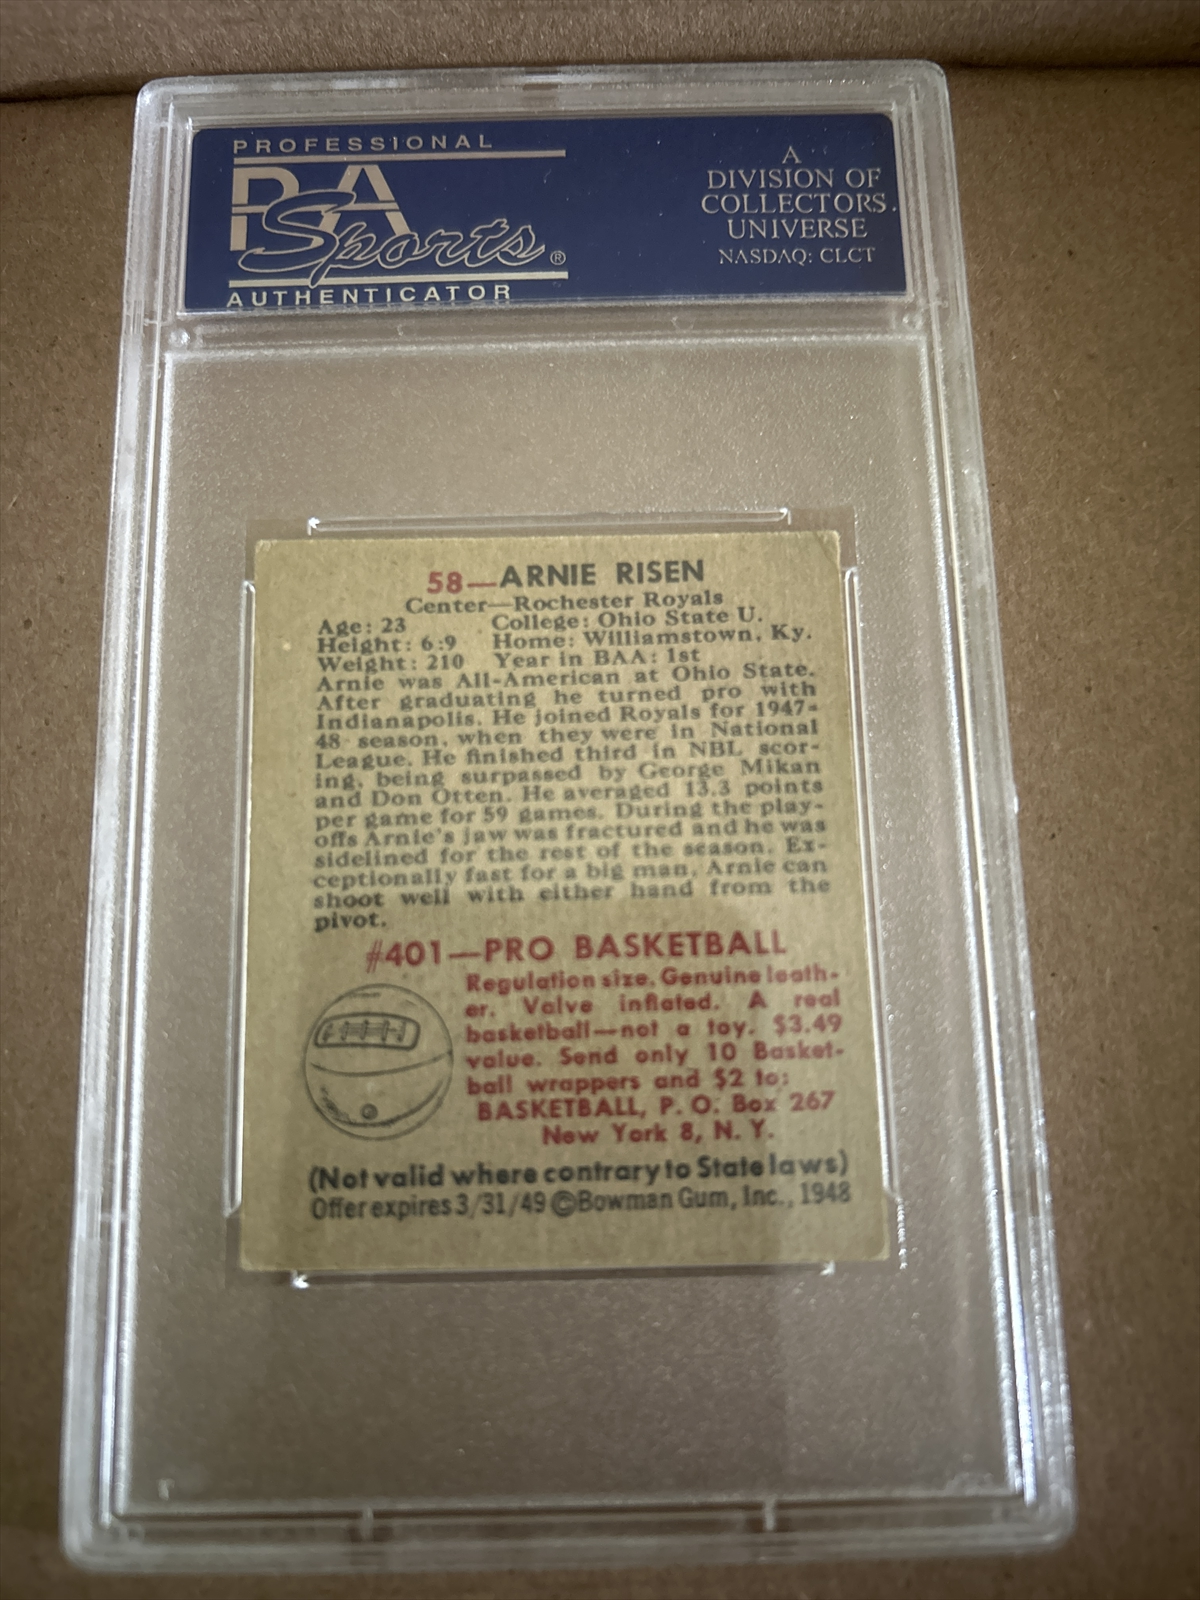 PROFESSIONAL
PSA
Sports®
AUTHENTICATOR
A
DIVISION OF
COLLECTORS
UNIVERSE
NASDAQ: CLCT
58—ARNIE RISEN
Center—Rochester Royals
Age: 23 College: Ohio State U.
Height: 6:9 Home: Williamstown, Ky.
Weight: 210 Year in BAA: 1st
Arnie was All-American at Ohio State.
After graduating he turned pro with
Indianapolis. He joined Royals for 1947-
48 season, when they were in National
League. He finished third in NBL scor-
ing, being surpassed by George Mikan
and Don Otten. He averaged 13.3 points
per game for 59 games. During the play-
offs Arnie's jaw was fractured and he was
sidelined for the rest of the season. Ex-
ceptionally fast for a big man, Arnie can
shoot well with either hand from the
pivot.
#401—PRO BASKETBALL
Regulation size. Genuine leath-
er. Valve inflated. A real
basketball—not a toy. $3.49
value. Send only 10 Basket-
ball wrappers and $2 to:
BASKETBALL, P. O. Box 267
New York 8, N. Y.
(Not valid where contrary to State laws)
Offer expires 3/31/49 ©Bowman Gum, Inc., 1948